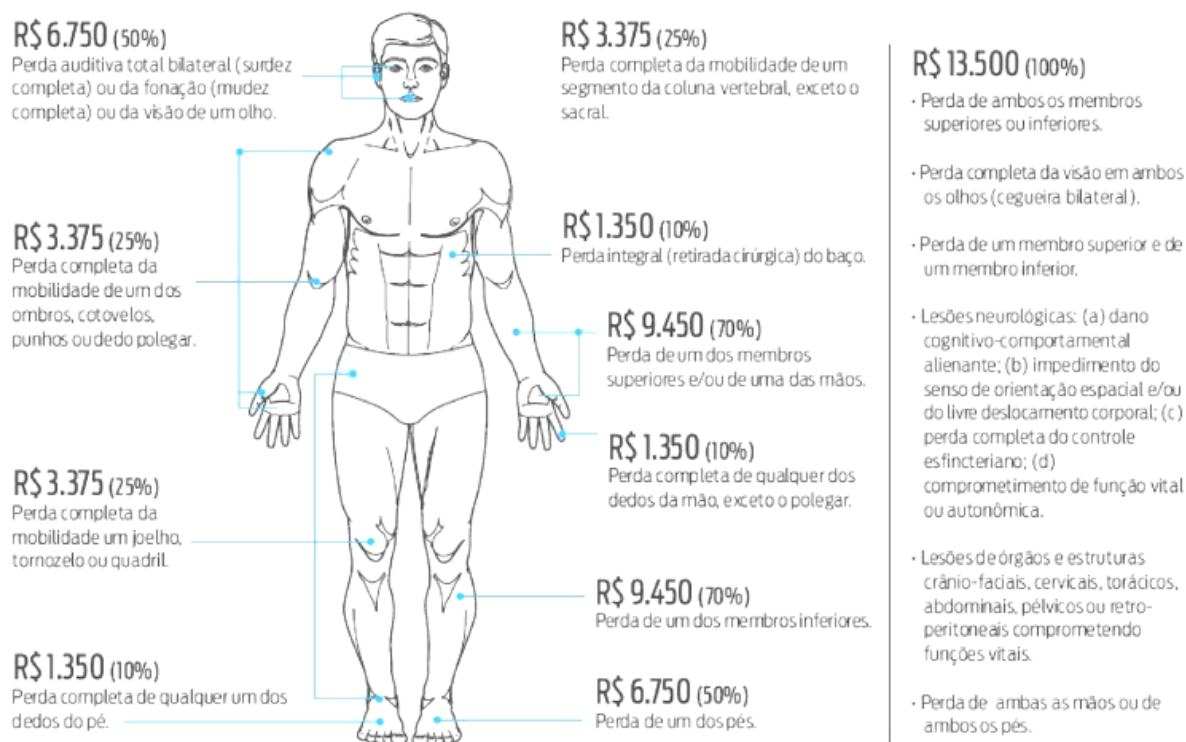 R$ 6.750 (50%)
Perda auditiva total bilateral (surdez
completa) ou da fonação (mudez
completa) ou da visão de um olho.
R$ 3.375 (25%)
Perda completa da
mobilidade de um dos
ombros, cotovelos,
punhos ou dedo polegar.
R$ 3.375 (25%)
Perda completa da
mobilidade um joelho,
tornozelo ou quadril.
R$ 1.350 (10%)
Perda completa de qualquer um dos
dedos do pé.
R$ 3.375 (25%)
Perda completa da mobilidade de um
segmento da coluna vertebral, exceto o
sacral.
R$ 1.350 (10%)
Perda integral (retirada cirúrgica) do baço.
R$ 9.450 (70%)
Perda de um dos membros
superiores e/ou de uma das mãos.
R$ 1.350 (10%)
Perda completa de qualquer dos
dedos da mão, exceto o polegar.
R$ 9.450 (70%)
Perda de um dos membros inferiores.
R$ 6.750 (50%)
Perda de um dos pés.
R$ 13.500 (100%)
· Perda de ambos os membros
superiores ou inferiores.
· Perda completa da visão em ambos
os olhos (cegueira bilateral).
· Perda de um membro superior e de
um membro inferior.
· Lesões neurológicas: (a) dano
cognitivo-comportamental
alienante; (b) impedimento do
senso de orientação espacial e/ou
do livre deslocamento corporal; (c)
perda completa do controle
esfincteriano; (d)
comprometimento de função vital
ou autonômica.
· Lesões de órgãos e estruturas
crânio-faciais, cervicais, torácicos,
abdominais, pélvicos ou retro-
peritoneais comprometendo
funções vitais.
· Perda de ambas as mãos ou de
ambos os pés.